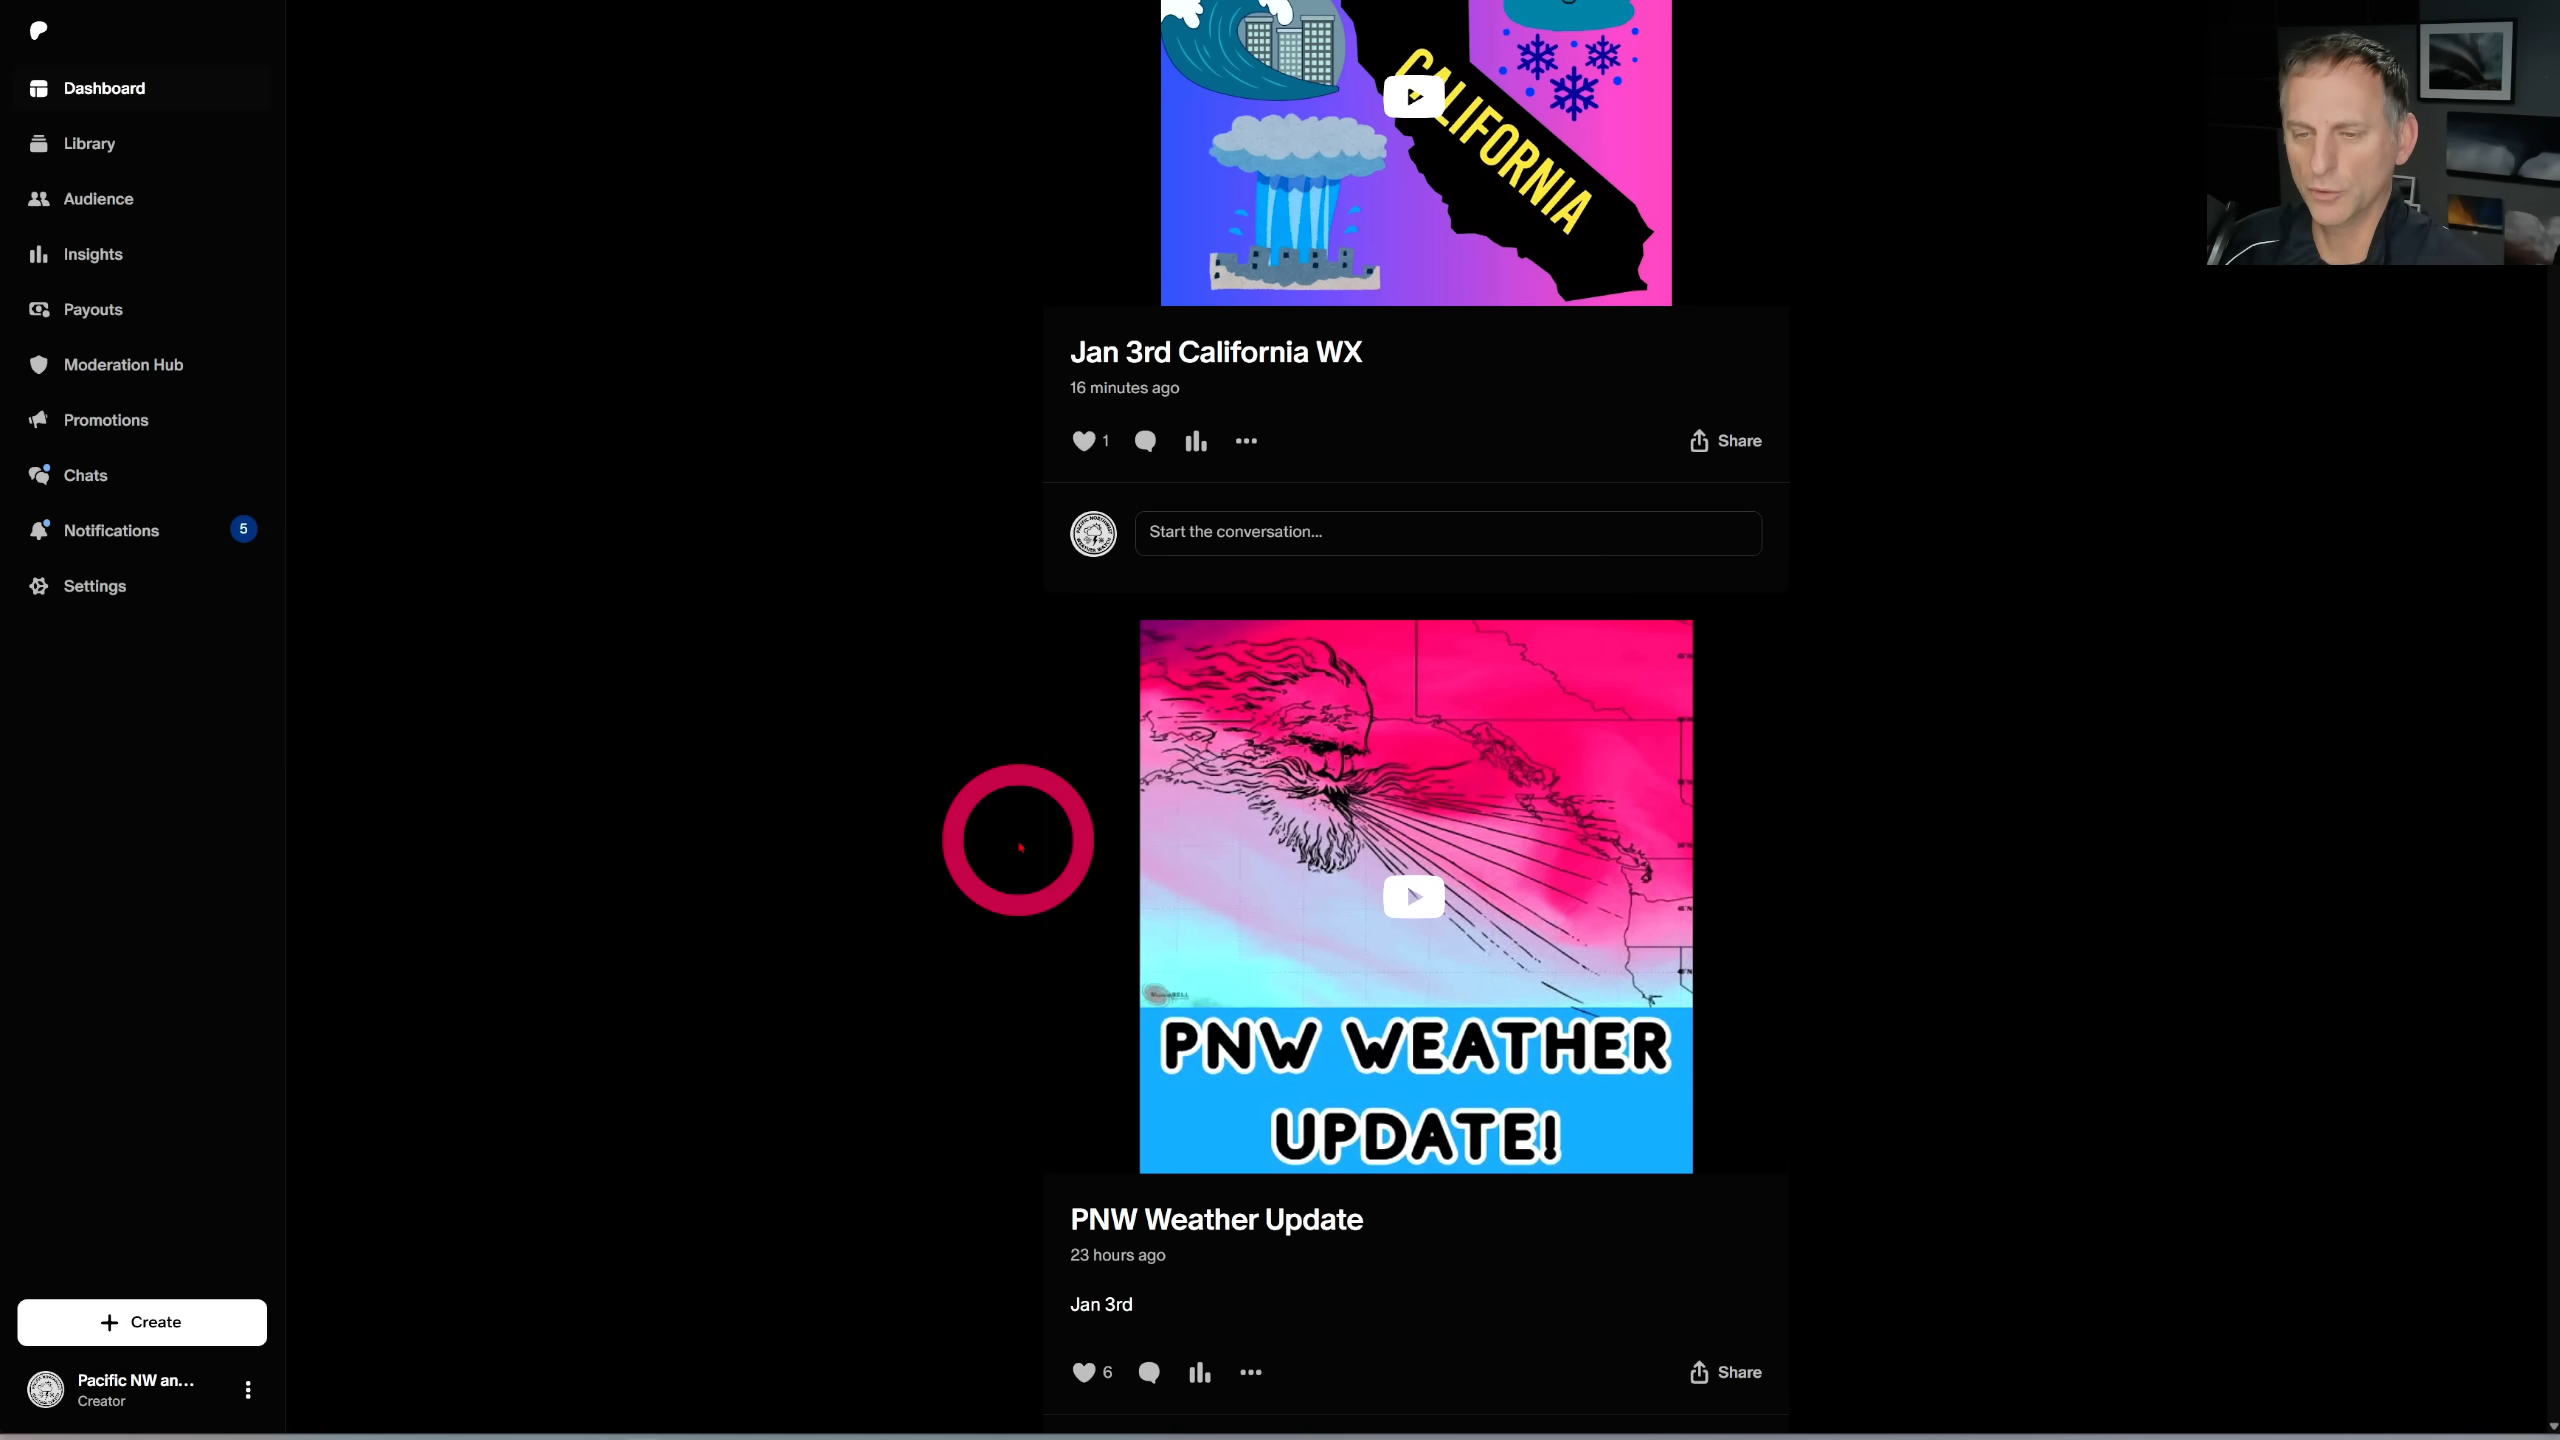 Dashboard
Library
Audience
Insights
Payouts
Moderation Hub
Promotions
Chats
Notifications
5
Settings
Create
Pacific NW an...
Creator
CALIFORNIA
Jan 3rd California WX
16 minutes ago
1
Share
Start the conversation...
PNW WEATHER
UPDATE!
PNW Weather Update
23 hours ago
Jan 3rd
6
Share